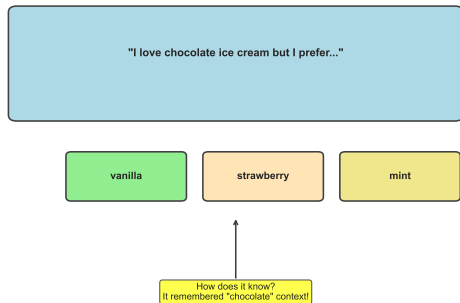 "I love chocolate ice cream but I prefer..."
vanilla
strawberry
mint
How does it know?
It remembered "chocolate" context!